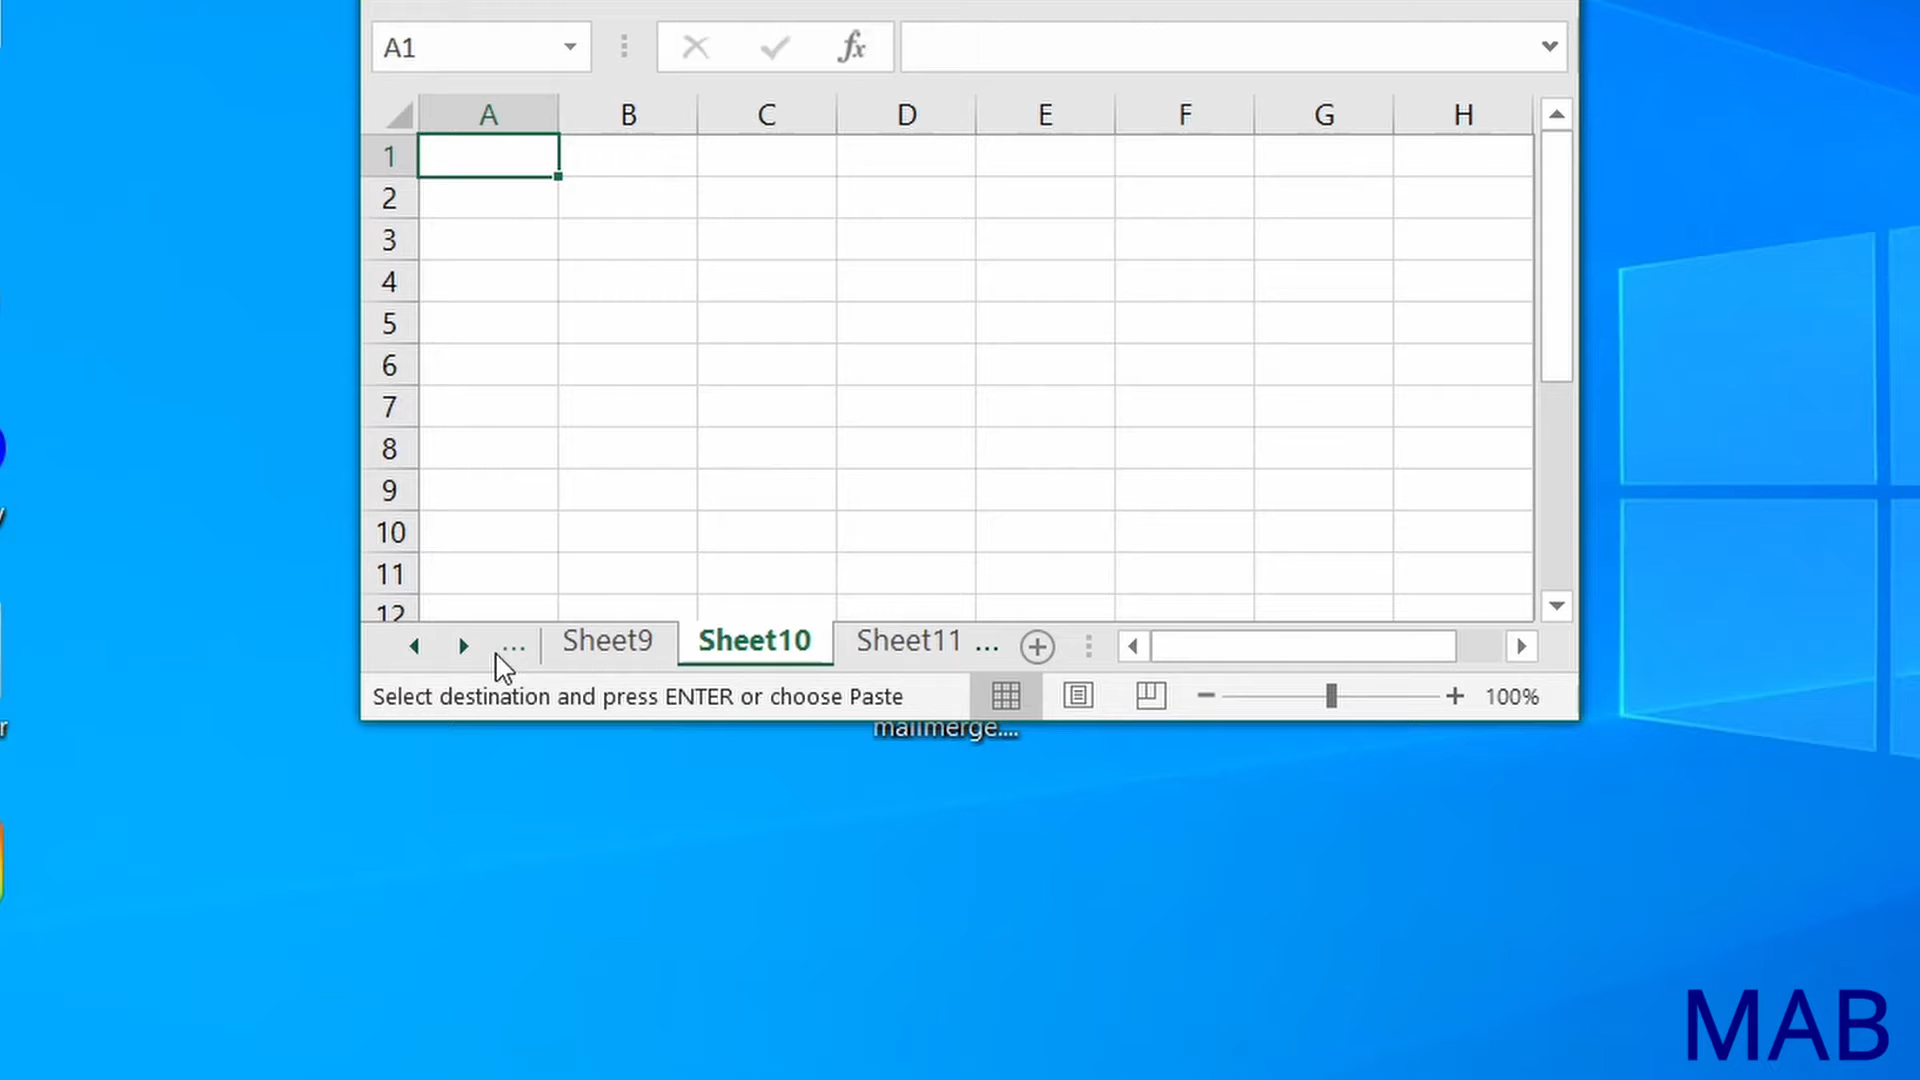 A1 fx
A B C D E F G H
1
2
3
4
5
6
7
8
9
10
11
12
... Sheet9 Sheet10 Sheet11 ...
Select destination and press ENTER or choose Paste 100%
mailmerge....
MAB